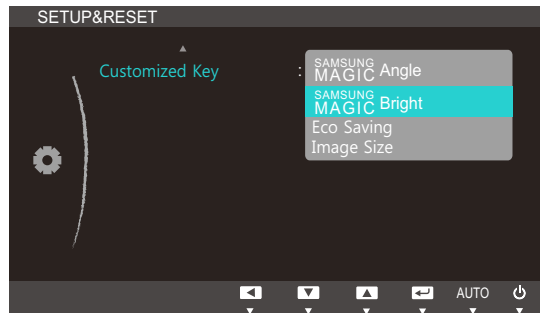 SETUP&RESET
Customized Key : SAMSUNG MAGIC Angle
SAMSUNG MAGIC Bright
Eco Saving
Image Size
AUTO